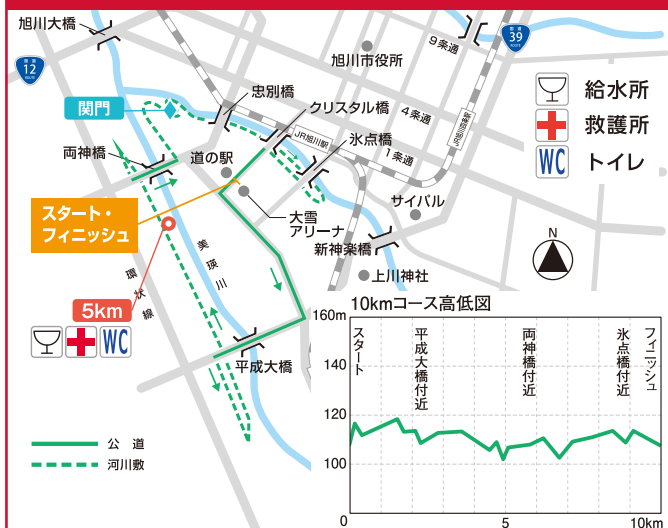 旭川大橋
国道
12
ROUTE
国道
39
ROUTE
9条通
旭川市役所
忠別橋
関門
クリスタル橋
4条通
JR旭川駅
氷点橋
1条通
両神橋
道の駅
スタート・
フィニッシュ
大雪
アリーナ
サイパル
新神楽橋
上川神社
美瑛川
環状線
5km
WC
平成大橋
公道
河川敷
給水所
救護所
WC
トイレ
N
10kmコース高低図
160m
140
120
100
0
5
10km
スタート
平成大橋付近
両神橋付近
氷点橋付近
フィニッシュ